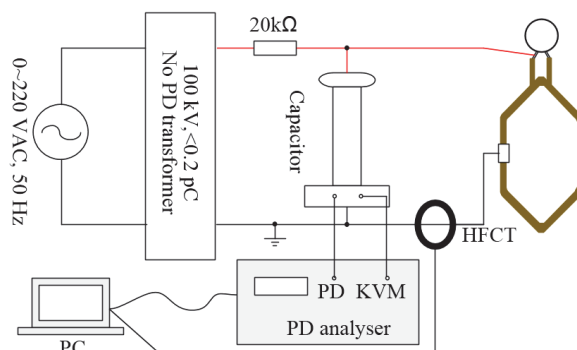 0~220 VAC, 50 Hz
100 kV,<0.2 pC
No PD transformer
20kΩ
Capacitor
HFCT
PD KVM
PD analyser
PC